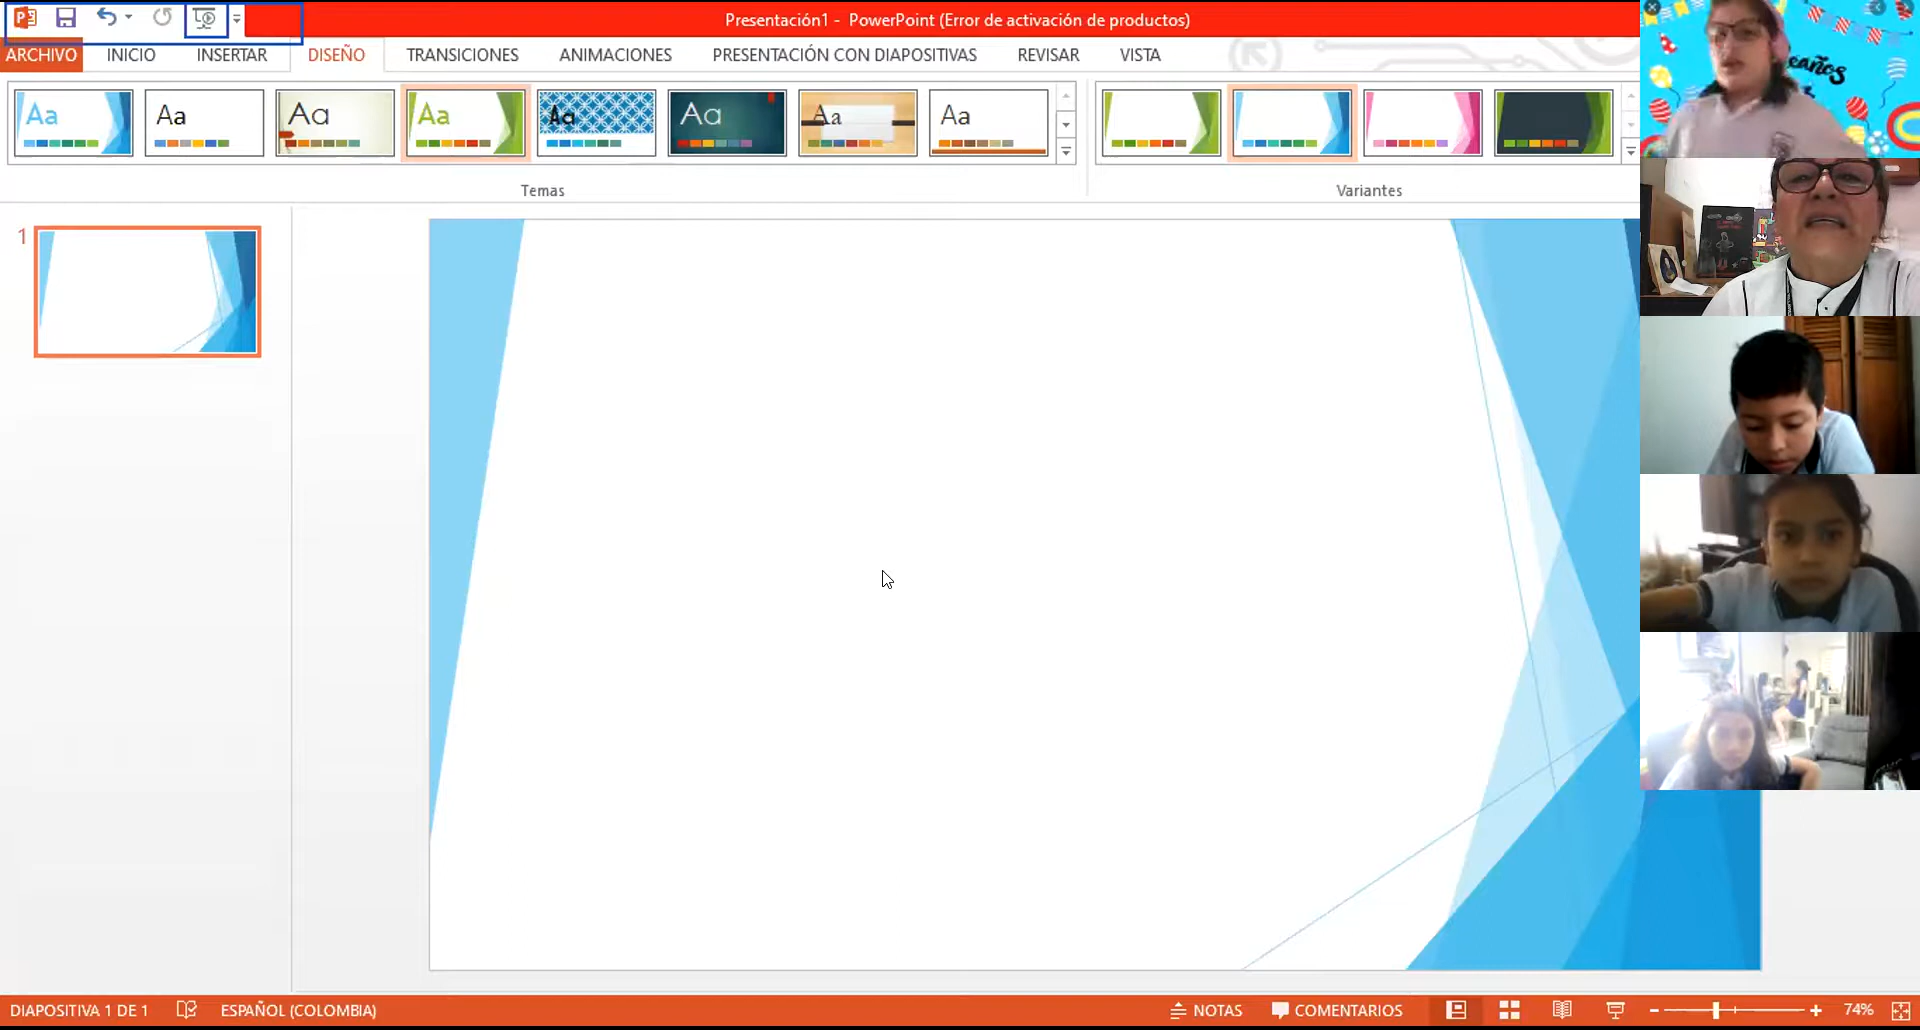 Presentación1 - PowerPoint (Error de activación de productos)
ARCHIVO INICIO INSERTAR DISEÑO TRANSICIONES ANIMACIONES PRESENTACIÓN CON DIAPOSITIVAS REVISAR VISTA
Aa Aa Aa Aa Aa Aa Aa Aa
Temas Variantes
1
DIAPOSITIVA 1 DE 1 ESPAÑOL (COLOMBIA) NOTAS COMENTARIOS 74%